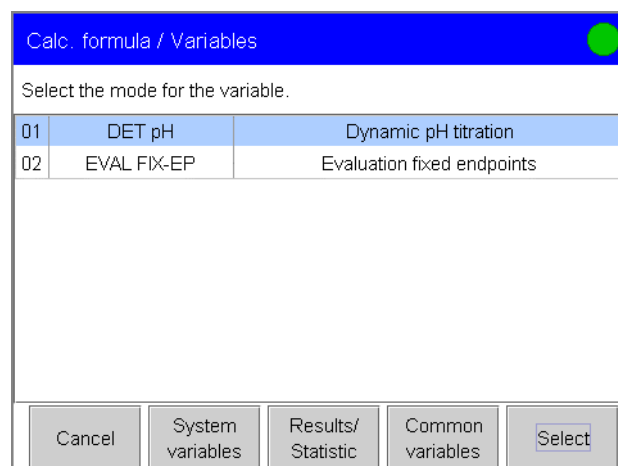 Calc. formula / Variables
Select the mode for the variable.
01 DET pH Dynamic pH titration
02 EVAL FIX-EP Evaluation fixed endpoints
Cancel System variables Results/ Statistic Common variables Select